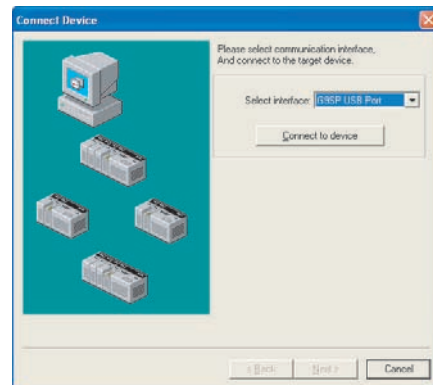 Connect Device
Please select communication interface,
And connect to the target device.
Select interface: G9SP USB Port
Connect to device
< Back Next > Cancel